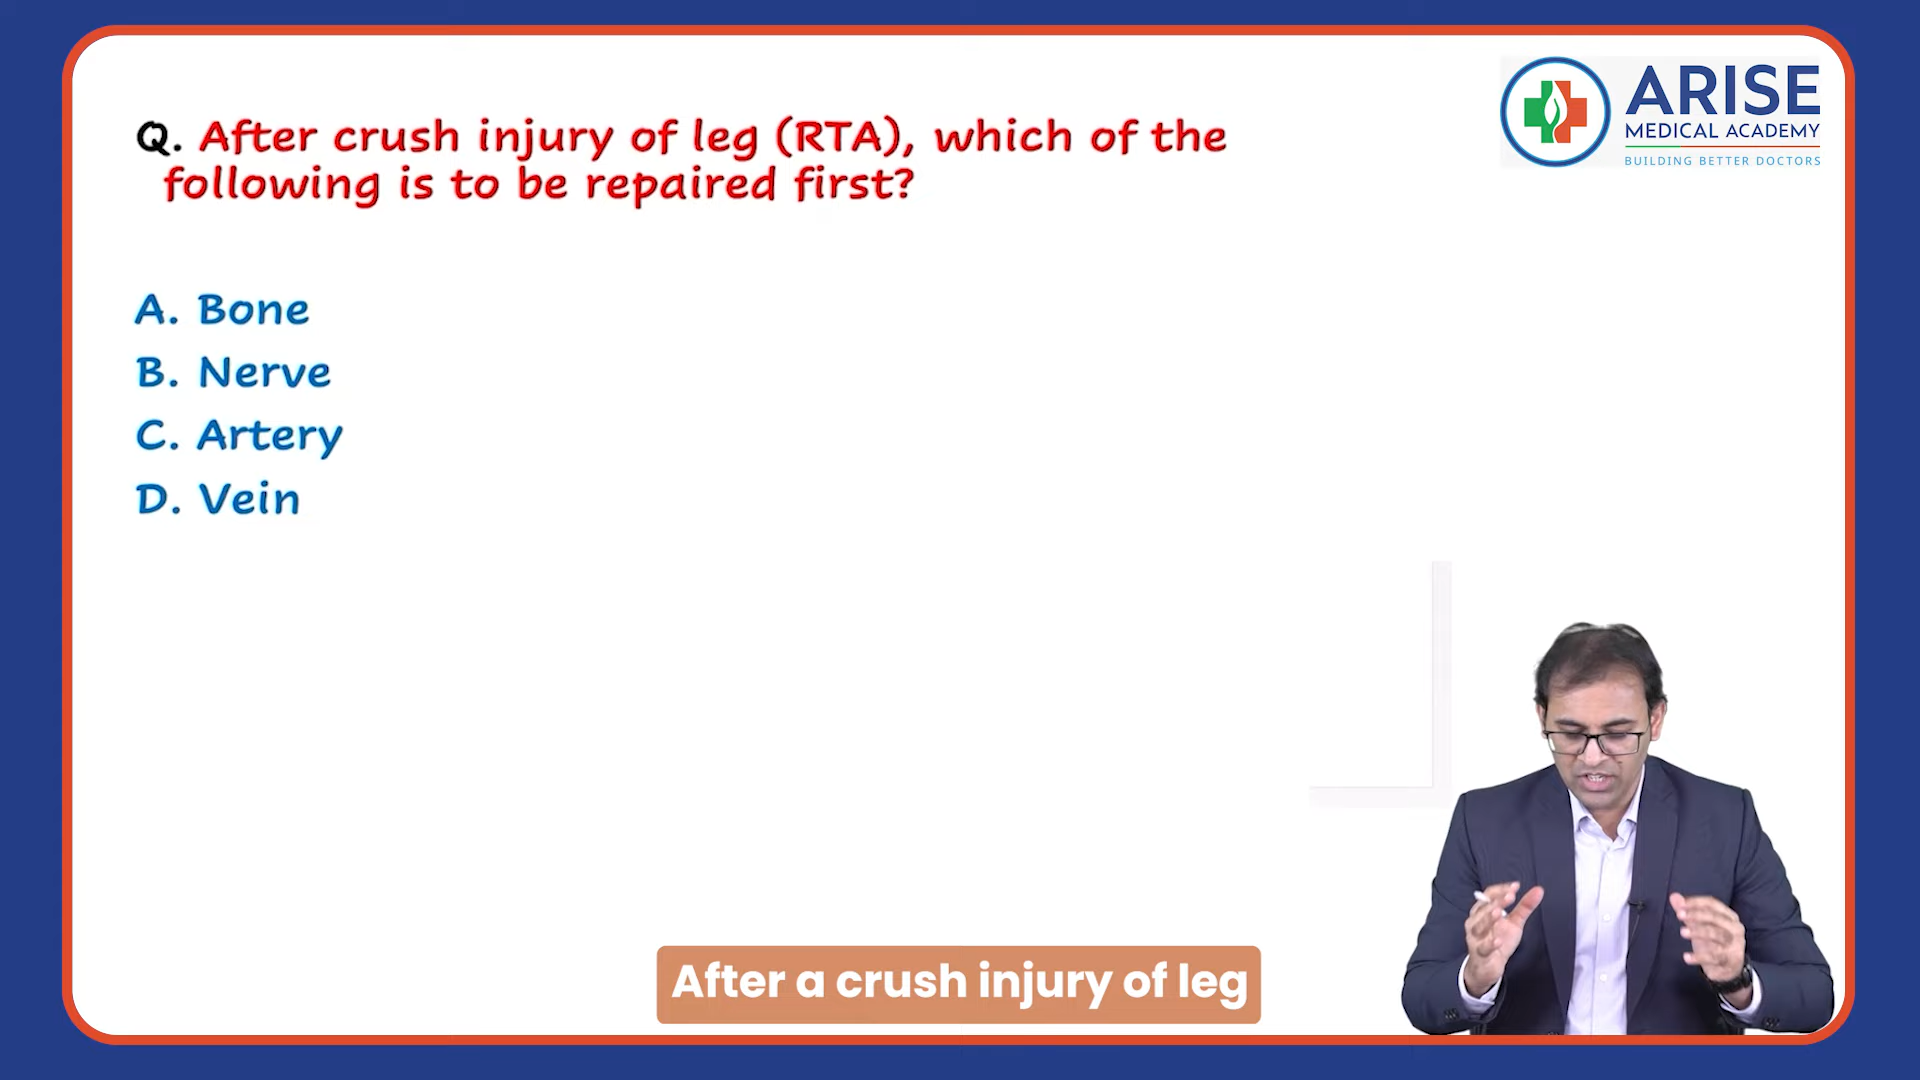 ARISE
MEDICAL ACADEMY
BUILDING BETTER DOCTORS
Q. After crush injury of leg (RTA), which of the
following is to be repaired first?
A. Bone
B. Nerve
C. Artery
D. Vein
After a crush injury of leg